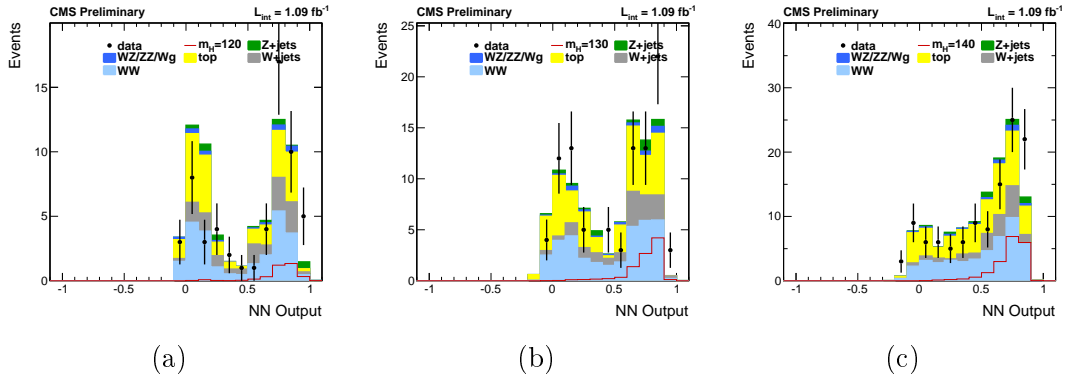 CMS Preliminary L_int = 1.09 fb⁻¹
Events
data m_H=120 Z+jets
WZ/ZZ/Wg top W+jets
WW
15
10
5
0
-1 -0.5 0 0.5 1
NN Output
(a)
CMS Preliminary L_int = 1.09 fb⁻¹
Events
25
data m_H=130 Z+jets
WZ/ZZ/Wg top W+jets
WW
20
15
10
5
0
-1 -0.5 0 0.5 1
NN Output
(b)
CMS Preliminary L_int = 1.09 fb⁻¹
Events
40
data m_H=140 Z+jets
WZ/ZZ/Wg top W+jets
WW
30
20
10
0
-1 -0.5 0 0.5 1
NN Output
(c)